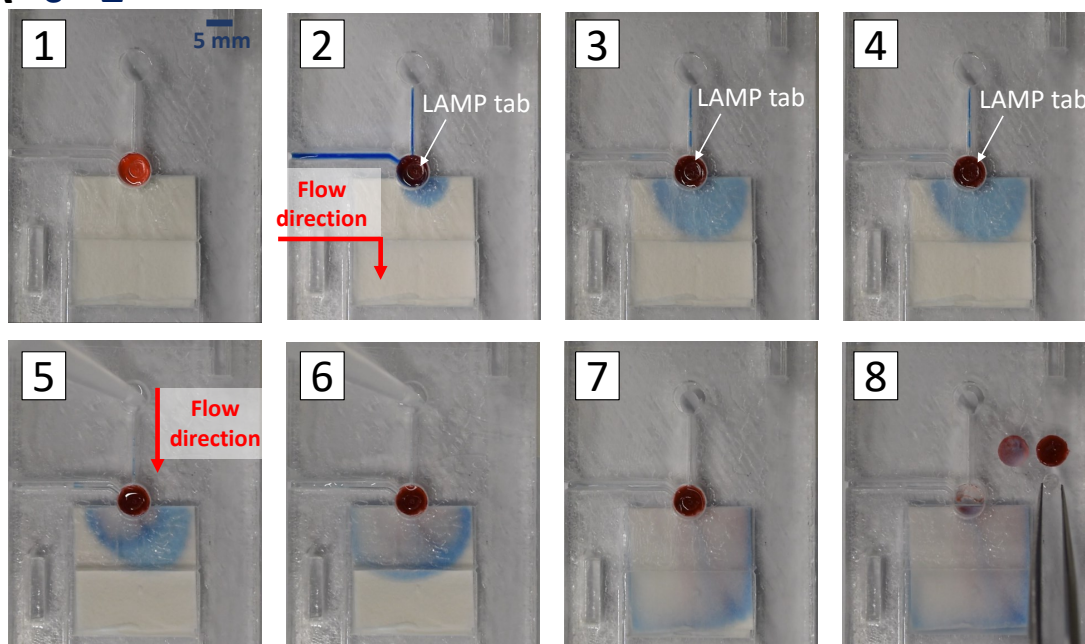 1
5 mm
2
LAMP tab
Flow
direction
3
LAMP tab
4
LAMP tab
5
Flow
direction
6
7
8